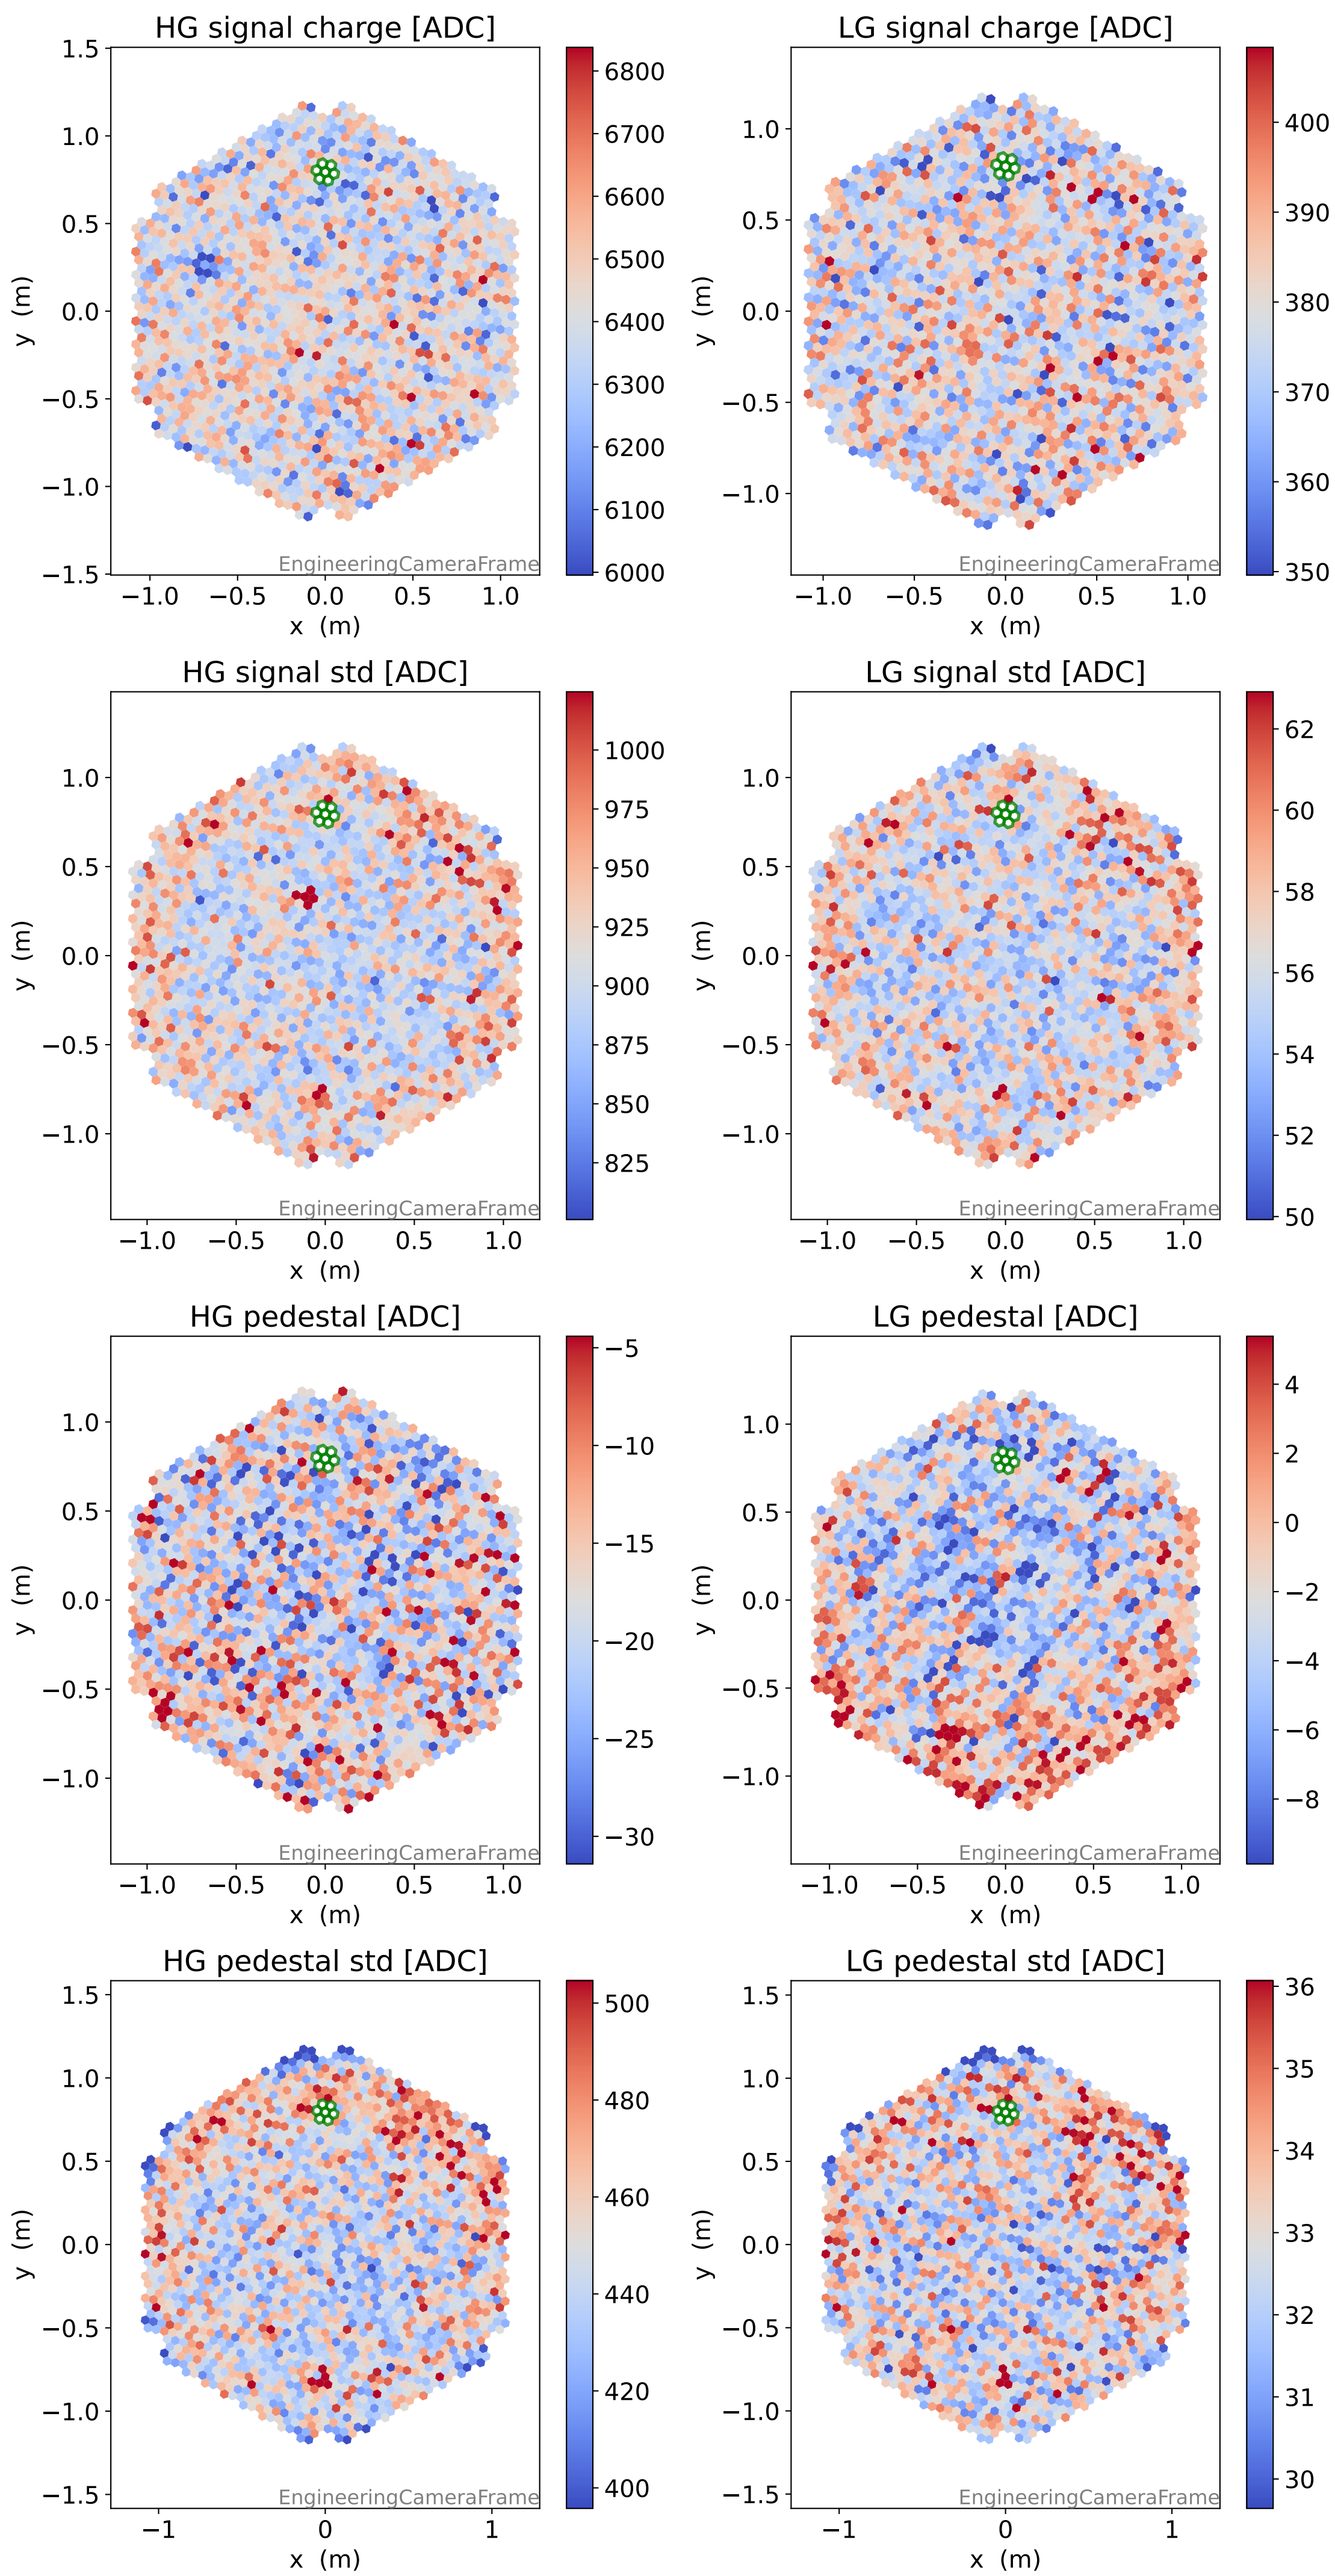 HG signal charge [ADC]
1.5
1.0
0.5
0.0
−0.5
−1.0
−1.5
y (m)
EngineeringCameraFrame
−1.0 −0.5 0.0 0.5 1.0
x (m)
6800
6700
6600
6500
6400
6300
6200
6100
6000
LG signal charge [ADC]
1.0
0.5
0.0
−0.5
−1.0
y (m)
EngineeringCameraFrame
−1.0 −0.5 0.0 0.5 1.0
x (m)
400
390
380
370
360
350
HG signal std [ADC]
1.0
0.5
0.0
−0.5
−1.0
y (m)
EngineeringCameraFrame
−1.0 −0.5 0.0 0.5 1.0
x (m)
1000
975
950
925
900
875
850
825
LG signal std [ADC]
1.0
0.5
0.0
−0.5
−1.0
y (m)
EngineeringCameraFrame
−1.0 −0.5 0.0 0.5 1.0
x (m)
62
60
58
56
54
52
50
HG pedestal [ADC]
1.0
0.5
0.0
−0.5
−1.0
y (m)
EngineeringCameraFrame
−1.0 −0.5 0.0 0.5 1.0
x (m)
−5
−10
−15
−20
−25
−30
LG pedestal [ADC]
1.0
0.5
0.0
−0.5
−1.0
y (m)
EngineeringCameraFrame
−1.0 −0.5 0.0 0.5 1.0
x (m)
4
2
0
−2
−4
−6
−8
HG pedestal std [ADC]
1.5
1.0
0.5
0.0
−0.5
−1.0
−1.5
y (m)
EngineeringCameraFrame
−1 0 1
x (m)
500
480
460
440
420
400
LG pedestal std [ADC]
1.5
1.0
0.5
0.0
−0.5
−1.0
−1.5
y (m)
EngineeringCameraFrame
−1 0 1
x (m)
36
35
34
33
32
31
30